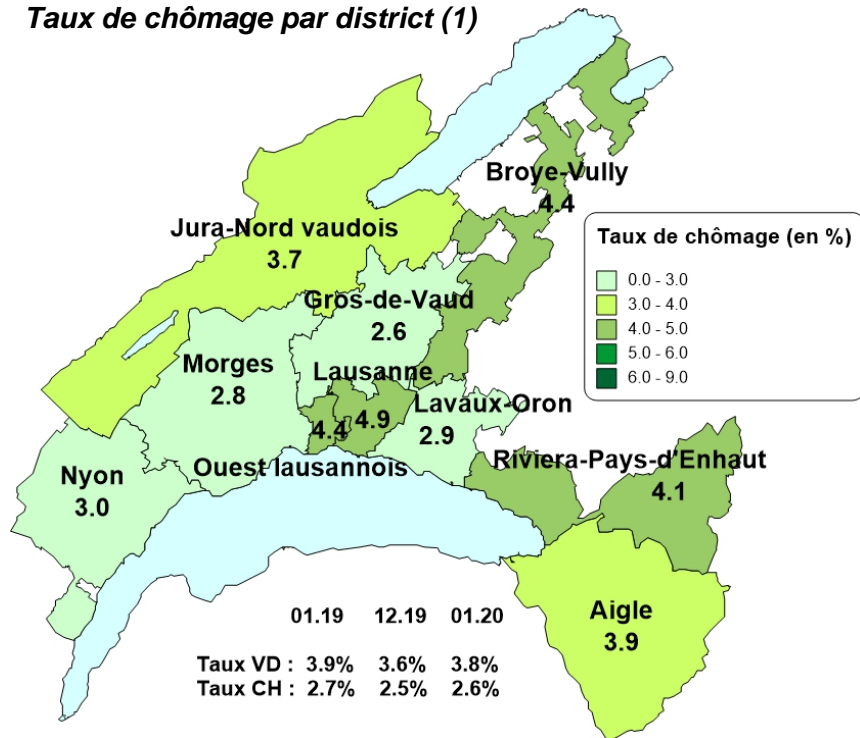 Taux de chômage par district (1)
Broye-Vully
4.4
Jura-Nord vaudois
3.7
Taux de chômage (en %)
0.0 - 3.0
3.0 - 4.0
4.0 - 5.0
5.0 - 6.0
6.0 - 9.0
Gros-de-Vaud
2.6
Morges
2.8
Lausanne
4.9
4.4
Lavaux-Oron
2.9
Ouest lausannois
Riviera-Pays-d'Enhaut
4.1
Nyon
3.0
Aigle
3.9
01.19 12.19 01.20
Taux VD : 3.9% 3.6% 3.8%
Taux CH : 2.7% 2.5% 2.6%